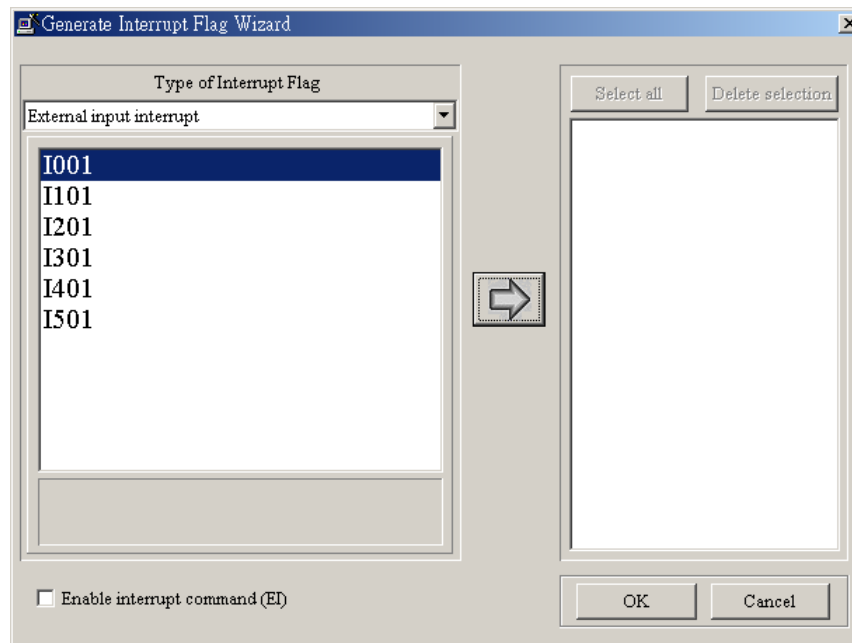 Generate Interrupt Flag Wizard
Type of Interrupt Flag
External input interrupt
I001
I101
I201
I301
I401
I501
Enable interrupt command (EI)
Select all
Delete selection
OK
Cancel